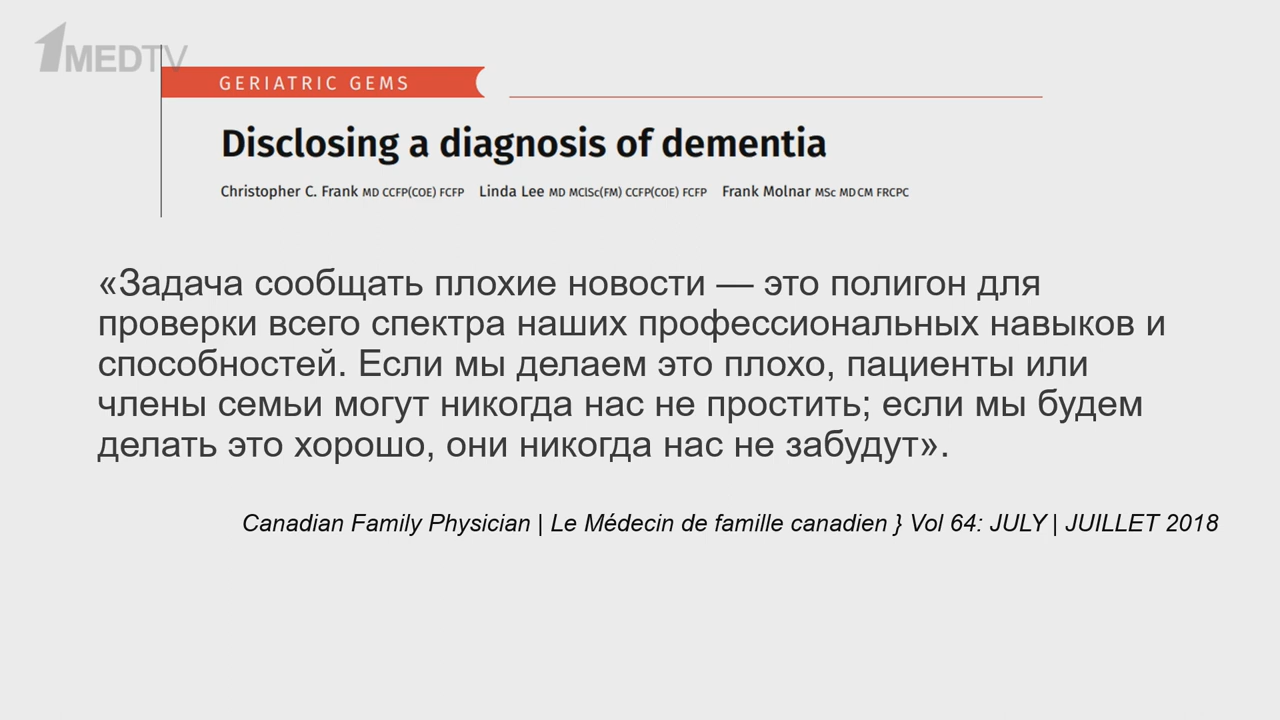 1MEDTV
GERIATRIC GEMS
Disclosing a diagnosis of dementia
Christopher C. Frank MD CCFP(COE) FCFP Linda Lee MD MCISc(FM) CCFP(COE) FCFP Frank Molnar MSc MDCM FRCPC
«Задача сообщать плохие новости — это полигон для
проверки всего спектра наших профессиональных навыков и
способностей. Если мы делаем это плохо, пациенты или
члены семьи могут никогда нас не простить; если мы будем
делать это хорошо, они никогда нас не забудут».
Canadian Family Physician | Le Médecin de famille canadien } Vol 64: JULY | JUILLET 2018